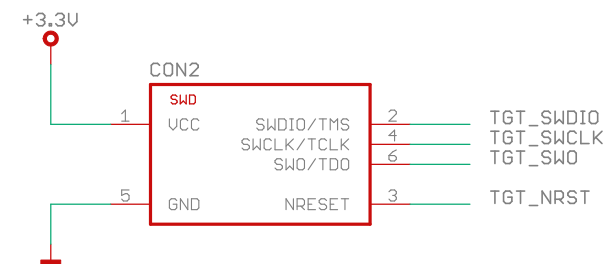 +3.3V
CON2
SWD
1 VCC SWDIO/TMS 2 TGT_SWDIO
SWCLK/TCLK 4 TGT_SWCLK
SWO/TDO 6 TGT_SWO
5 GND NRESET 3 TGT_NRST